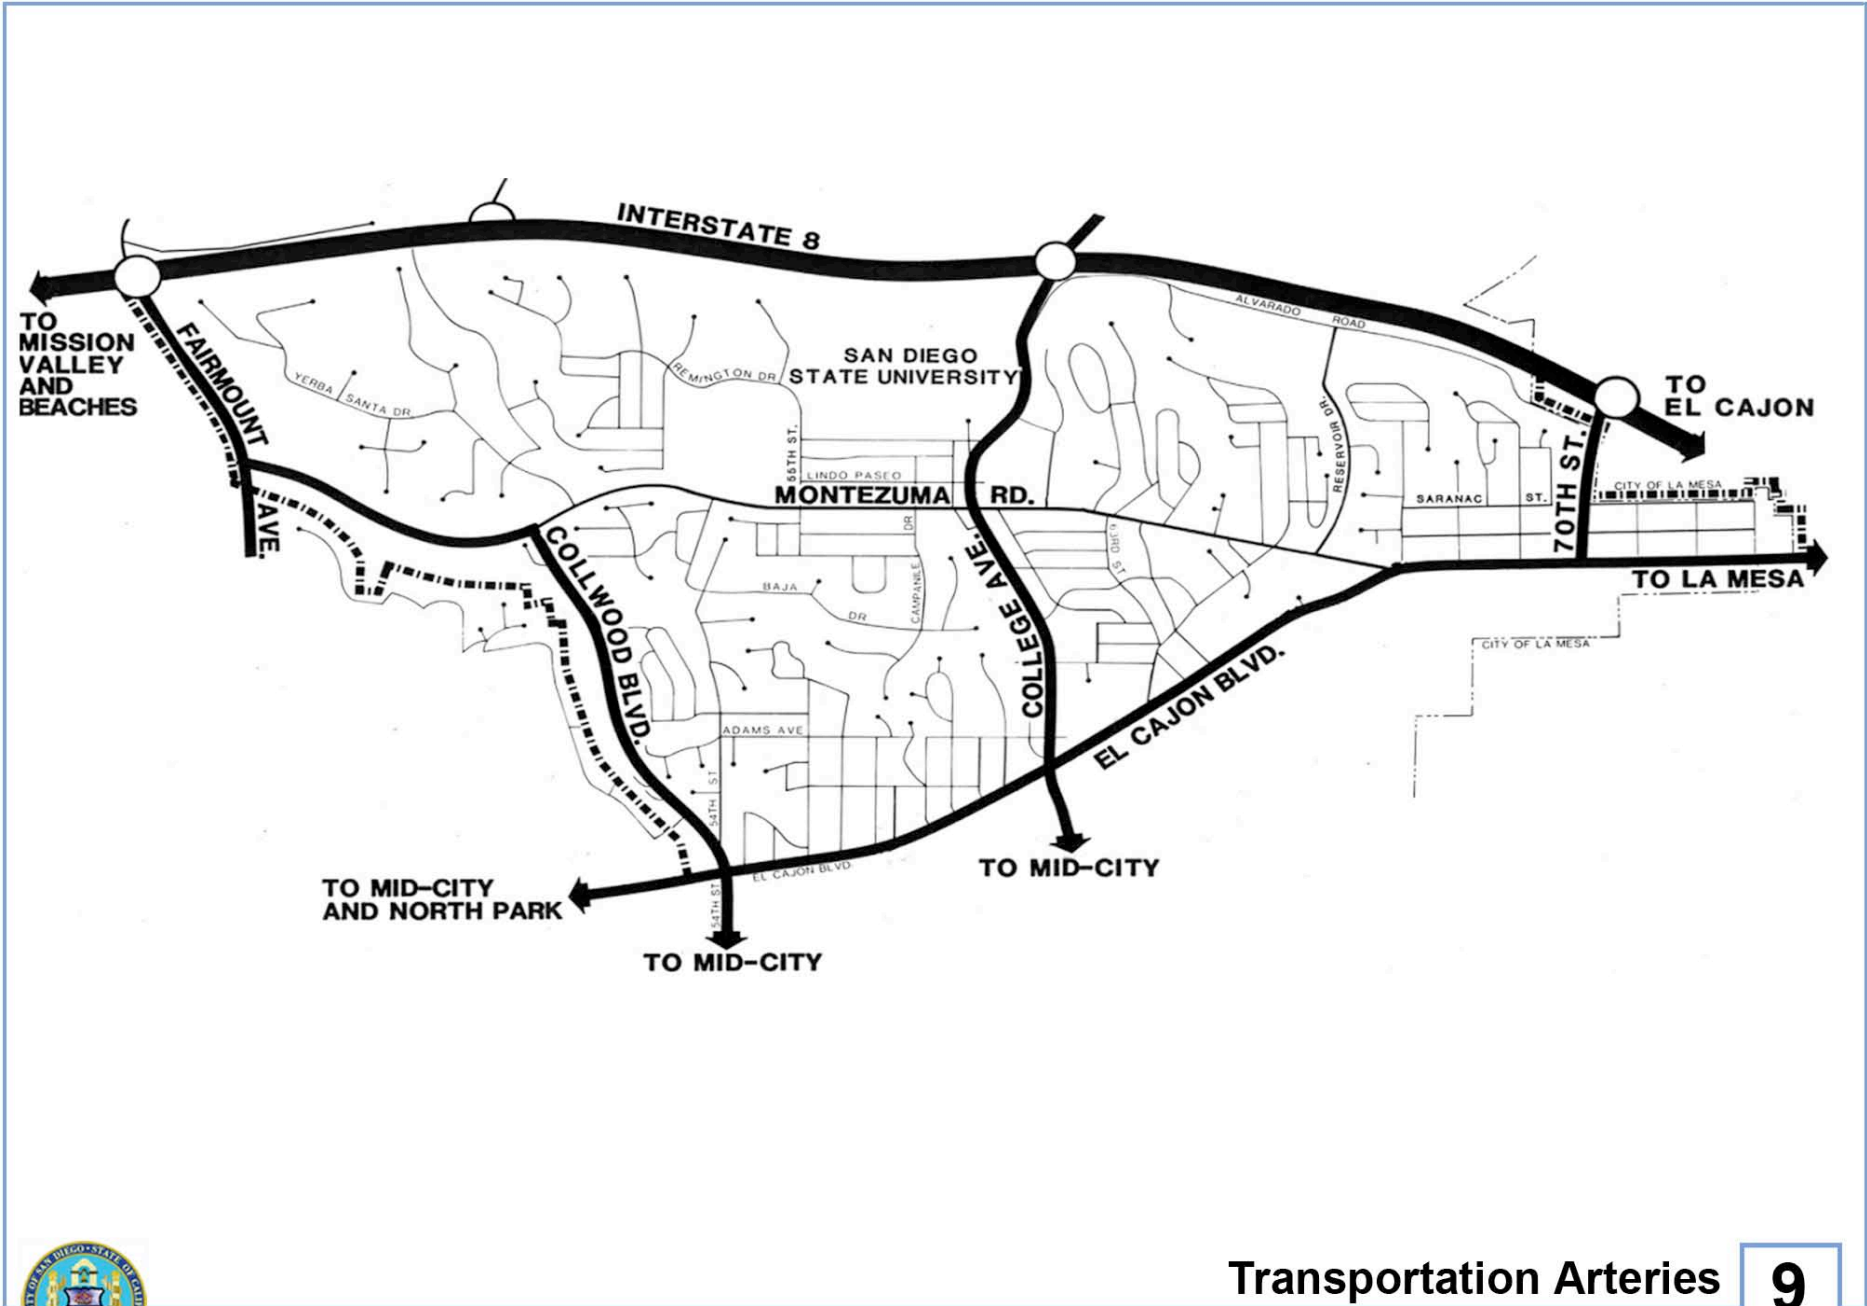 INTERSTATE 8
TO
MISSION
VALLEY
AND
BEACHES
FAIRMOUNT
AVE.
YERBA SANTA DR.
REMINGTON DR.
SAN DIEGO
STATE UNIVERSITY
ALVARADO ROAD
TO
EL CAJON
RESERVOIR DR.
55TH ST.
LINDO PASEO
MONTEZUMA RD.
SARANAC ST.
70TH ST.
CITY OF LA MESA
TO LA MESA
CITY OF LA MESA
COLLWOOD BLVD.
BAJA DR
CAMPANILE DR
COLLEGE AVE.
63RD ST
EL CAJON BLVD.
ADAMS AVE
54TH ST
EL CAJON BLVD
54TH ST
TO MID-CITY
TO MID-CITY
AND NORTH PARK
TO MID-CITY
Transportation Arteries
9